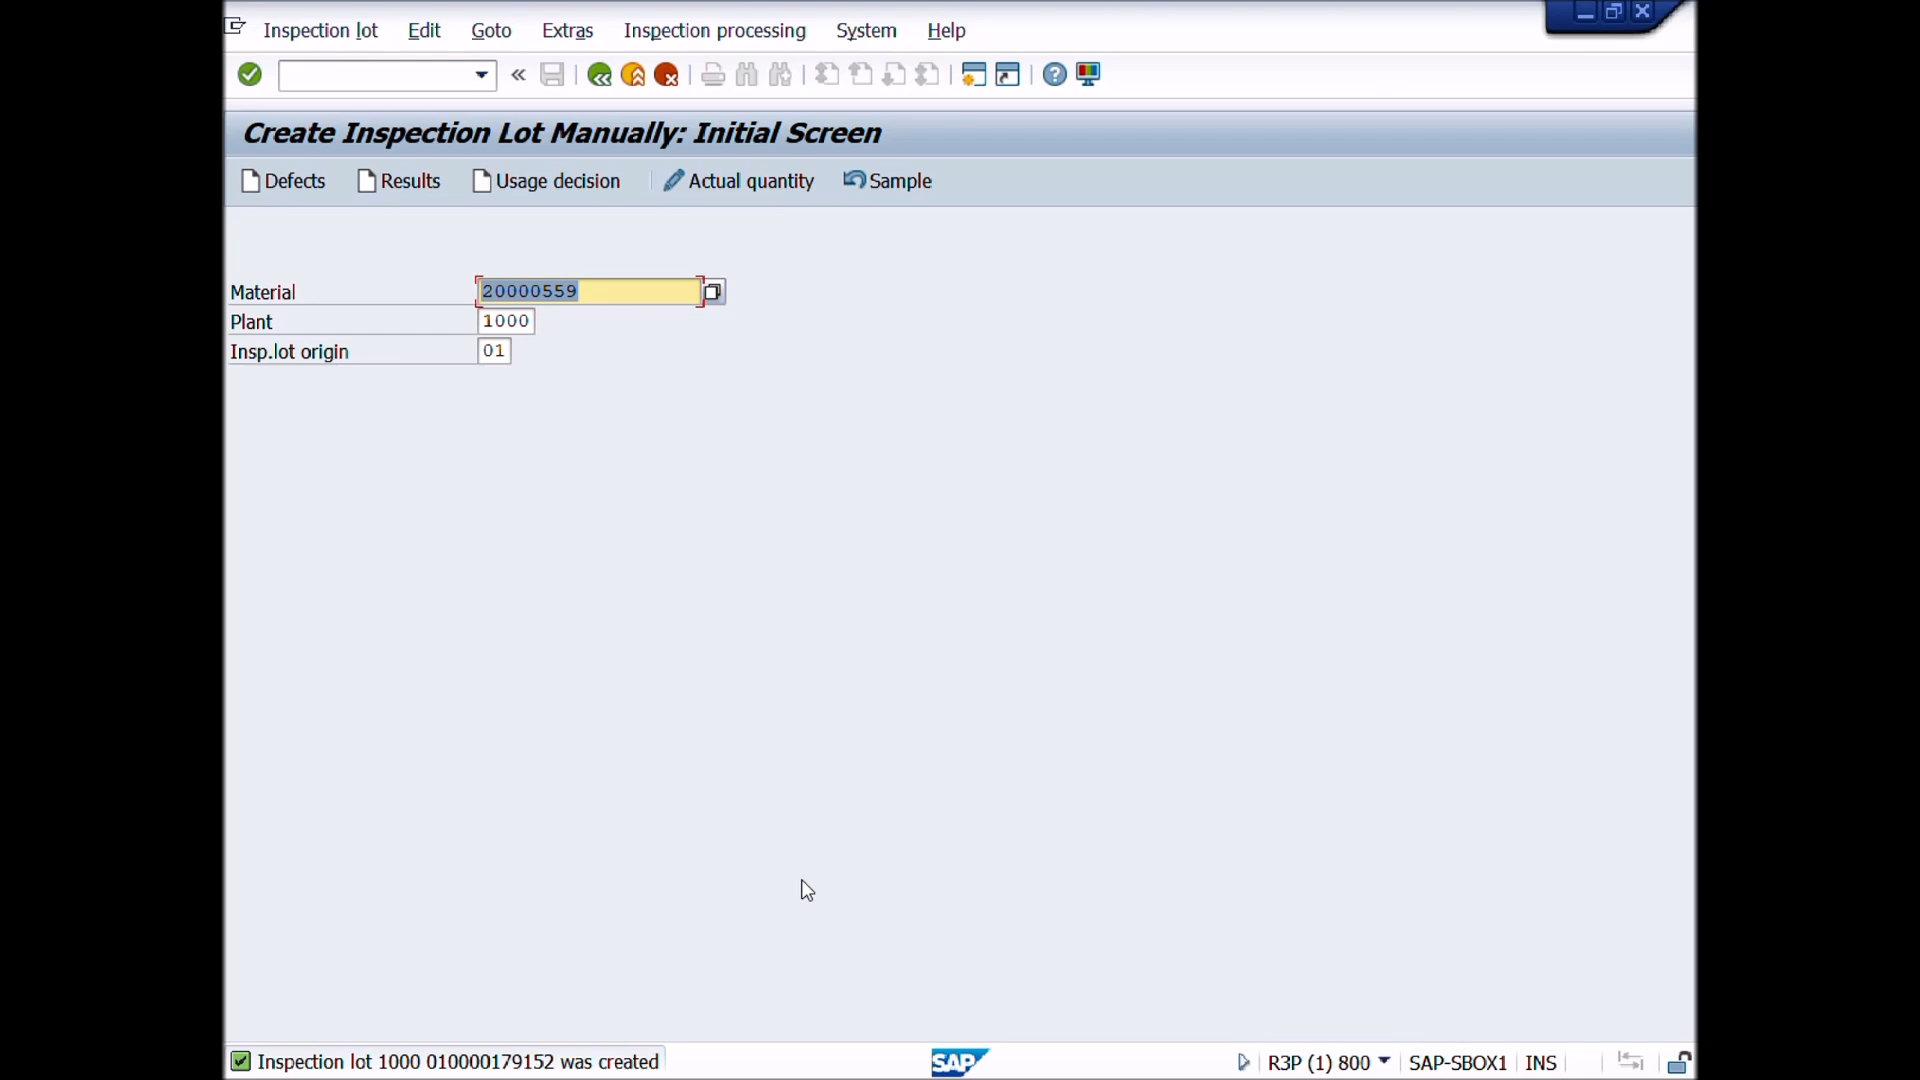 Inspection lot Edit Goto Extras Inspection processing System Help
Create Inspection Lot Manually: Initial Screen
Defects Results Usage decision Actual quantity Sample
Material 20000559
Plant 1000
Insp.lot origin 01
Inspection lot 1000 010000179152 was created SAP R3P (1) 800 SAP-SBOX1 INS